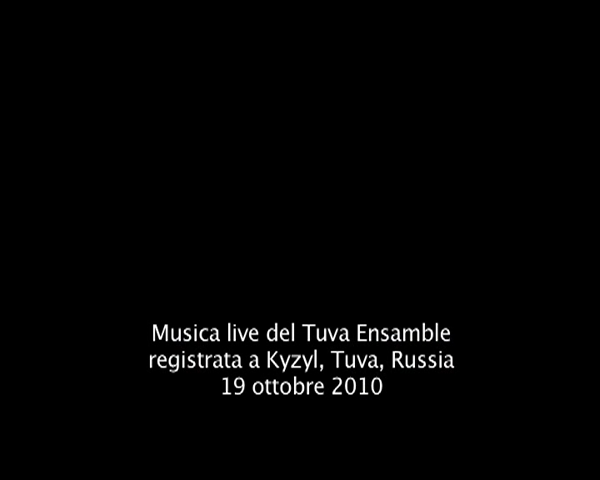 Musica live del Tuva Ensamble
registrata a Kyzyl, Tuva, Russia
19 ottobre 2010